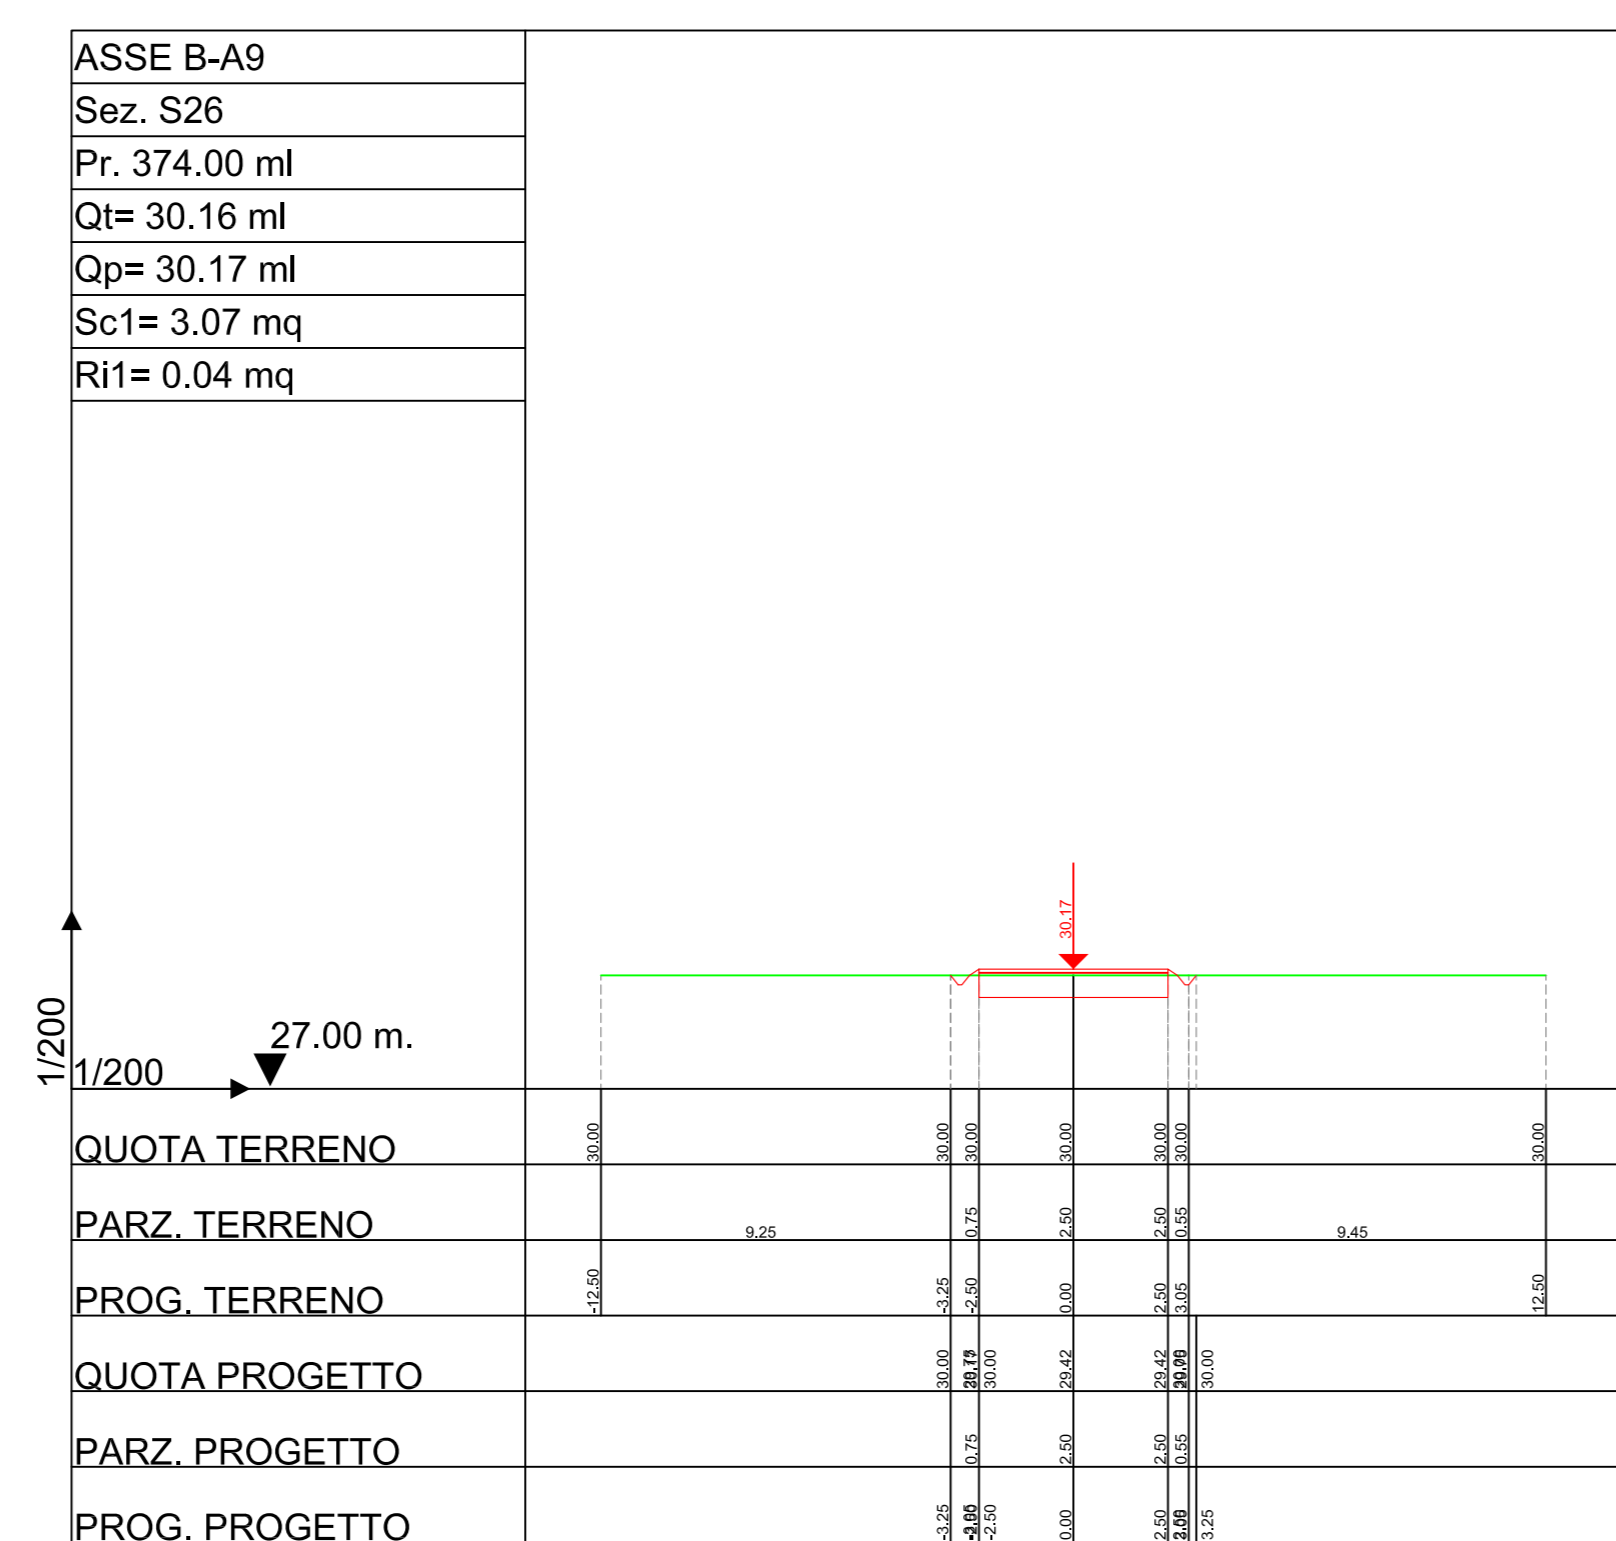 ASSE B-A9
Sez. S26
Pr. 374.00 ml
Qt= 30.16 ml
Qp= 30.17 ml
Sc1= 3.07 mq
Ri1= 0.04 mq
30.17
1/200
27.00 m.
1/200
QUOTA TERRENO 30.00 30.00 30.00 30.00 30.00 30.00 30.00
PARZ. TERRENO 9.25 0.75 2.50 2.50 0.55 9.45
PROG. TERRENO -12.50 -3.25 -2.50 0.00 2.50 3.05 12.50
QUOTA PROGETTO 30.00 30.00 29.42 29.42 30.00
PARZ. PROGETTO 0.75 2.50 2.50 0.55
PROG. PROGETTO -3.25 -2.50 0.00 2.50 3.25